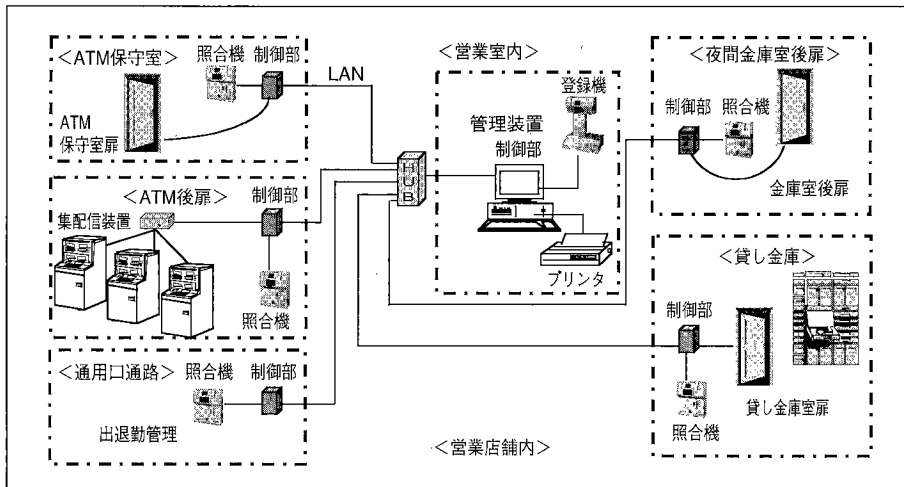 <ATM保守室>
照合機
制御部
ATM
保守室扉
LAN
<ATM後扉>
制御部
集配信装置
照合機
<通用口通路>
照合機
制御部
出退勤管理
HUB
<営業室内>
登録機
管理装置
制御部
プリンタ
<夜間金庫室後扉>
制御部
照合機
金庫室後扉
<貸し金庫>
制御部
照合機
貸し金庫室扉
<営業店舗内>